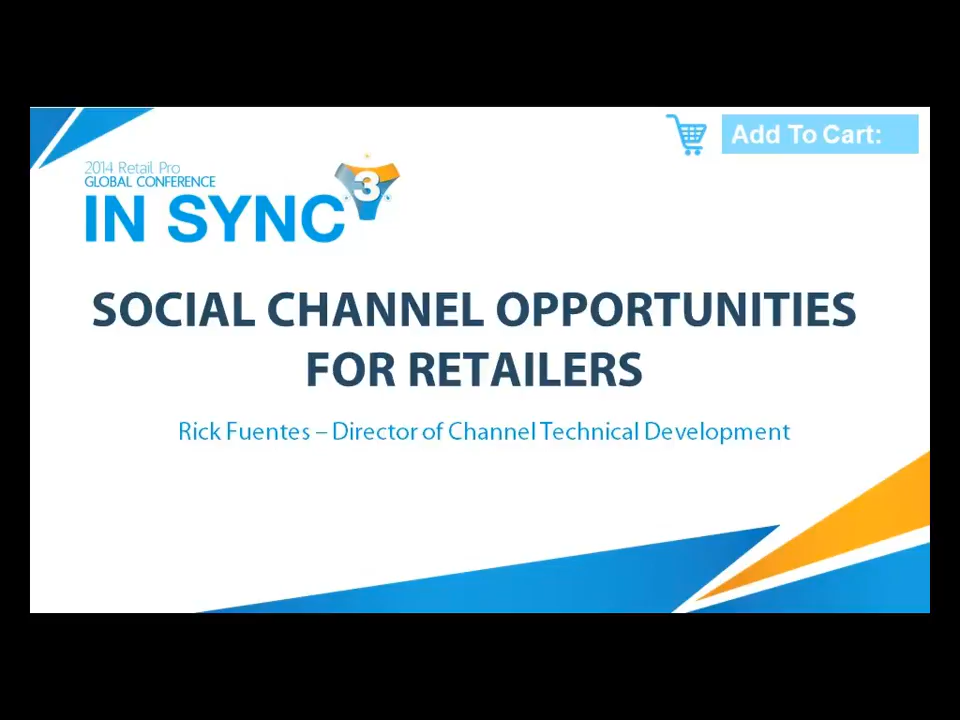 Add To Cart:
2014 Retail Pro
GLOBAL CONFERENCE
IN SYNC 3
SOCIAL CHANNEL OPPORTUNITIES
FOR RETAILERS
Rick Fuentes – Director of Channel Technical Development